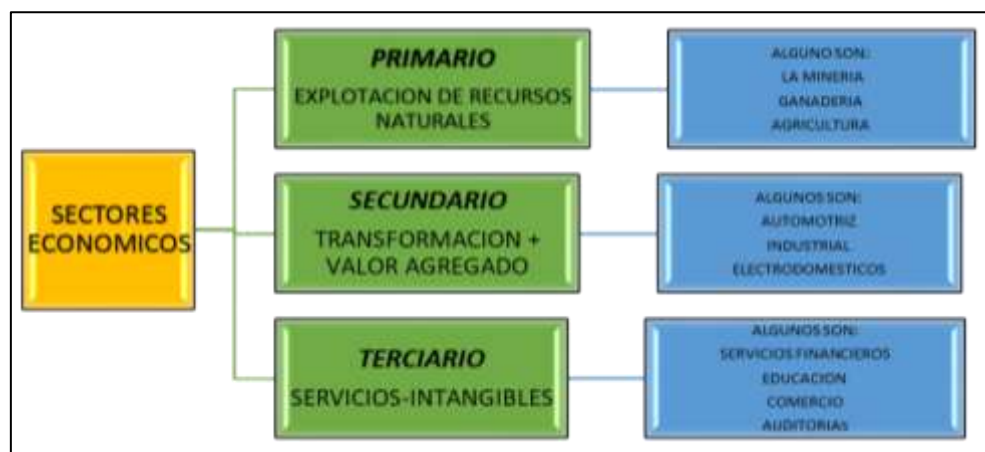 SECTORES
ECONOMICOS
PRIMARIO
EXPLOTACION DE RECURSOS
NATURALES
ALGUNO SON:
LA MINERIA
GANADERIA
AGRICULTURA
SECUNDARIO
TRANSFORMACION +
VALOR AGREGADO
ALGUNOS SON:
AUTOMOTRIZ
INDUSTRIAL
ELECTRODOMESTICOS
TERCIARIO
SERVICIOS-INTANGIBLES
ALGUNOS SON:
SERVICIOS FINANCIEROS
EDUCACION
COMERCIO
AUDITORIAs